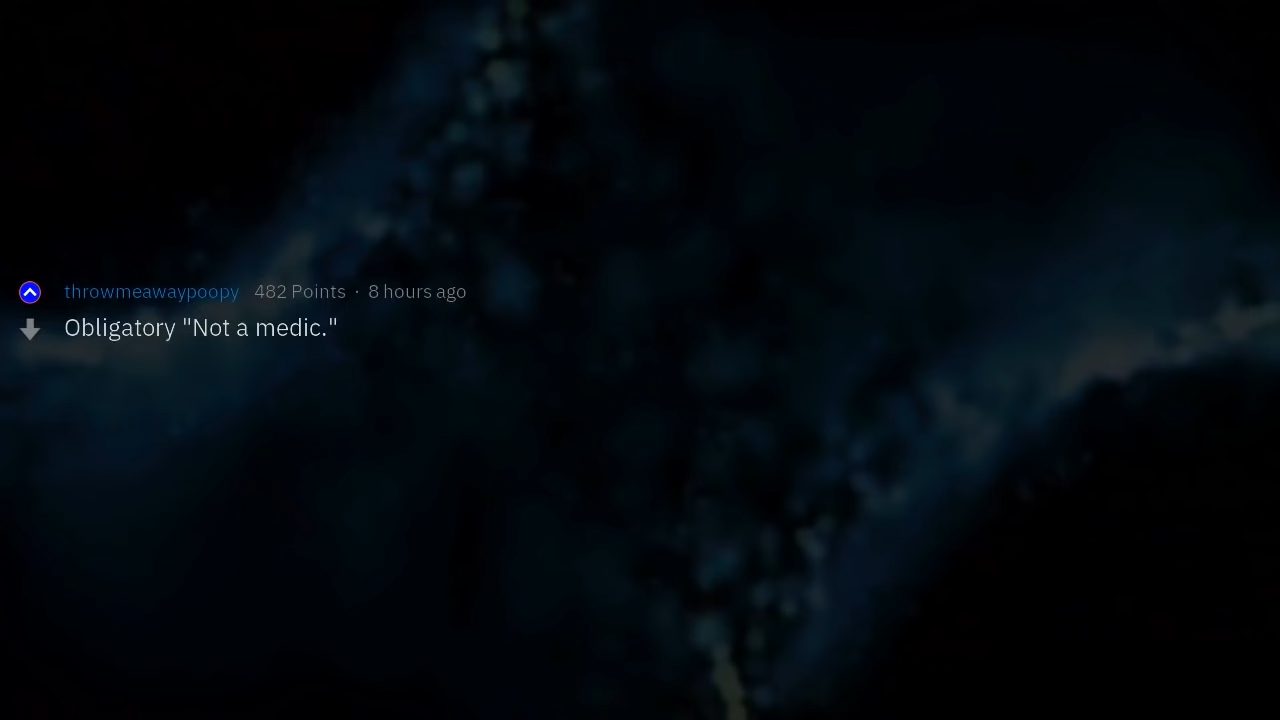 throwmeawaypoopy 482 Points · 8 hours ago
Obligatory "Not a medic."